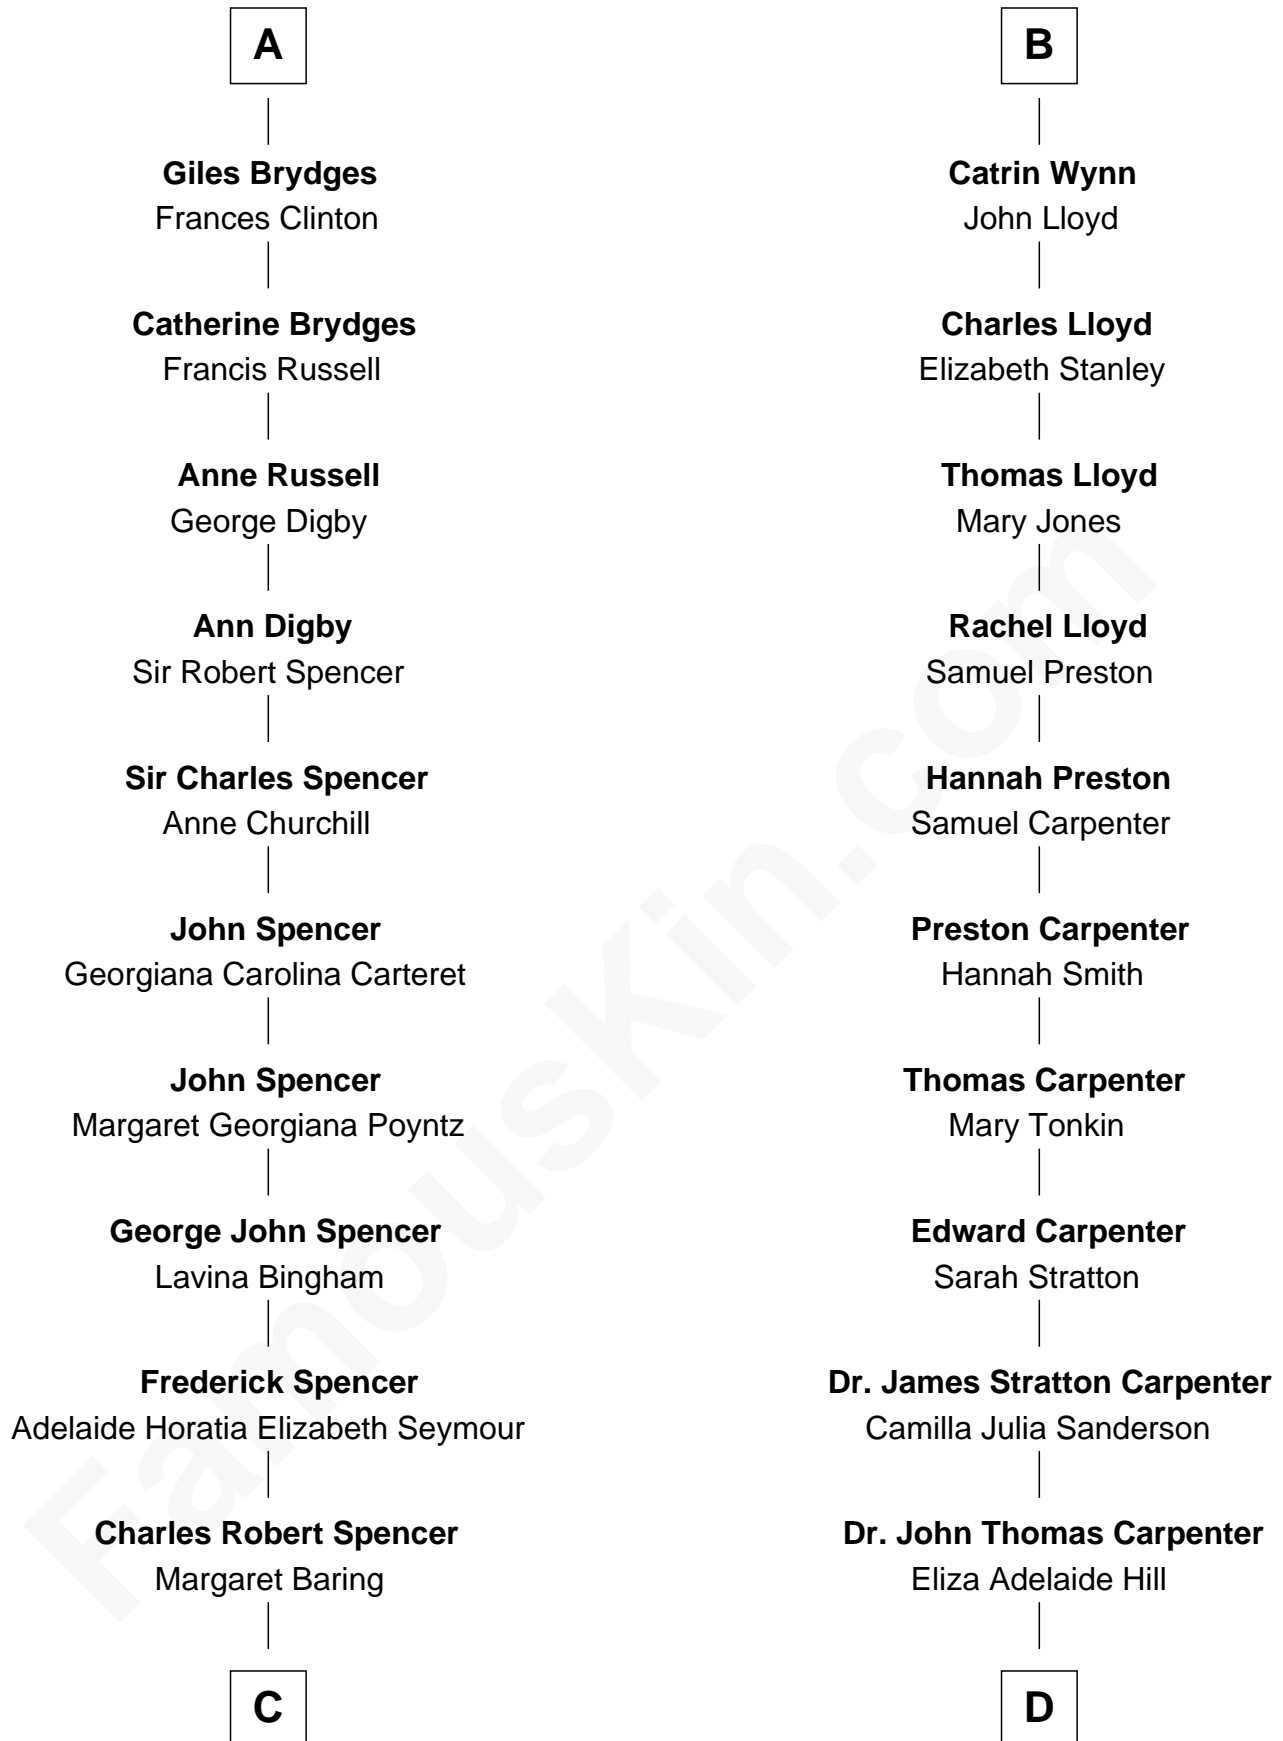 A
Giles Brydges
Frances Clinton
Catherine Brydges
Francis Russell
Anne Russell
George Digby
Ann Digby
Sir Robert Spencer
Sir Charles Spencer
Anne Churchill
John Spencer
Georgiana Carolina Carteret
John Spencer
Margaret Georgiana Poyntz
George John Spencer
Lavina Bingham
Frederick Spencer
Adelaide Horatia Elizabeth Seymour
Charles Robert Spencer
Margaret Baring
C
B
Catrin Wynn
John Lloyd
Charles Lloyd
Elizabeth Stanley
Thomas Lloyd
Mary Jones
Rachel Lloyd
Samuel Preston
Hannah Preston
Samuel Carpenter
Preston Carpenter
Hannah Smith
Thomas Carpenter
Mary Tonkin
Edward Carpenter
Sarah Stratton
Dr. James Stratton Carpenter
Camilla Julia Sanderson
Dr. John Thomas Carpenter
Eliza Adelaide Hill
D
FamousKin.com